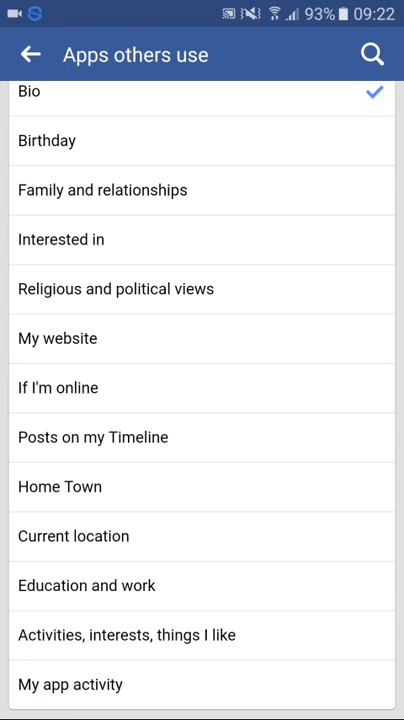 93% 09:22
Apps others use
Bio
Birthday
Family and relationships
Interested in
Religious and political views
My website
If I'm online
Posts on my Timeline
Home Town
Current location
Education and work
Activities, interests, things I like
My app activity